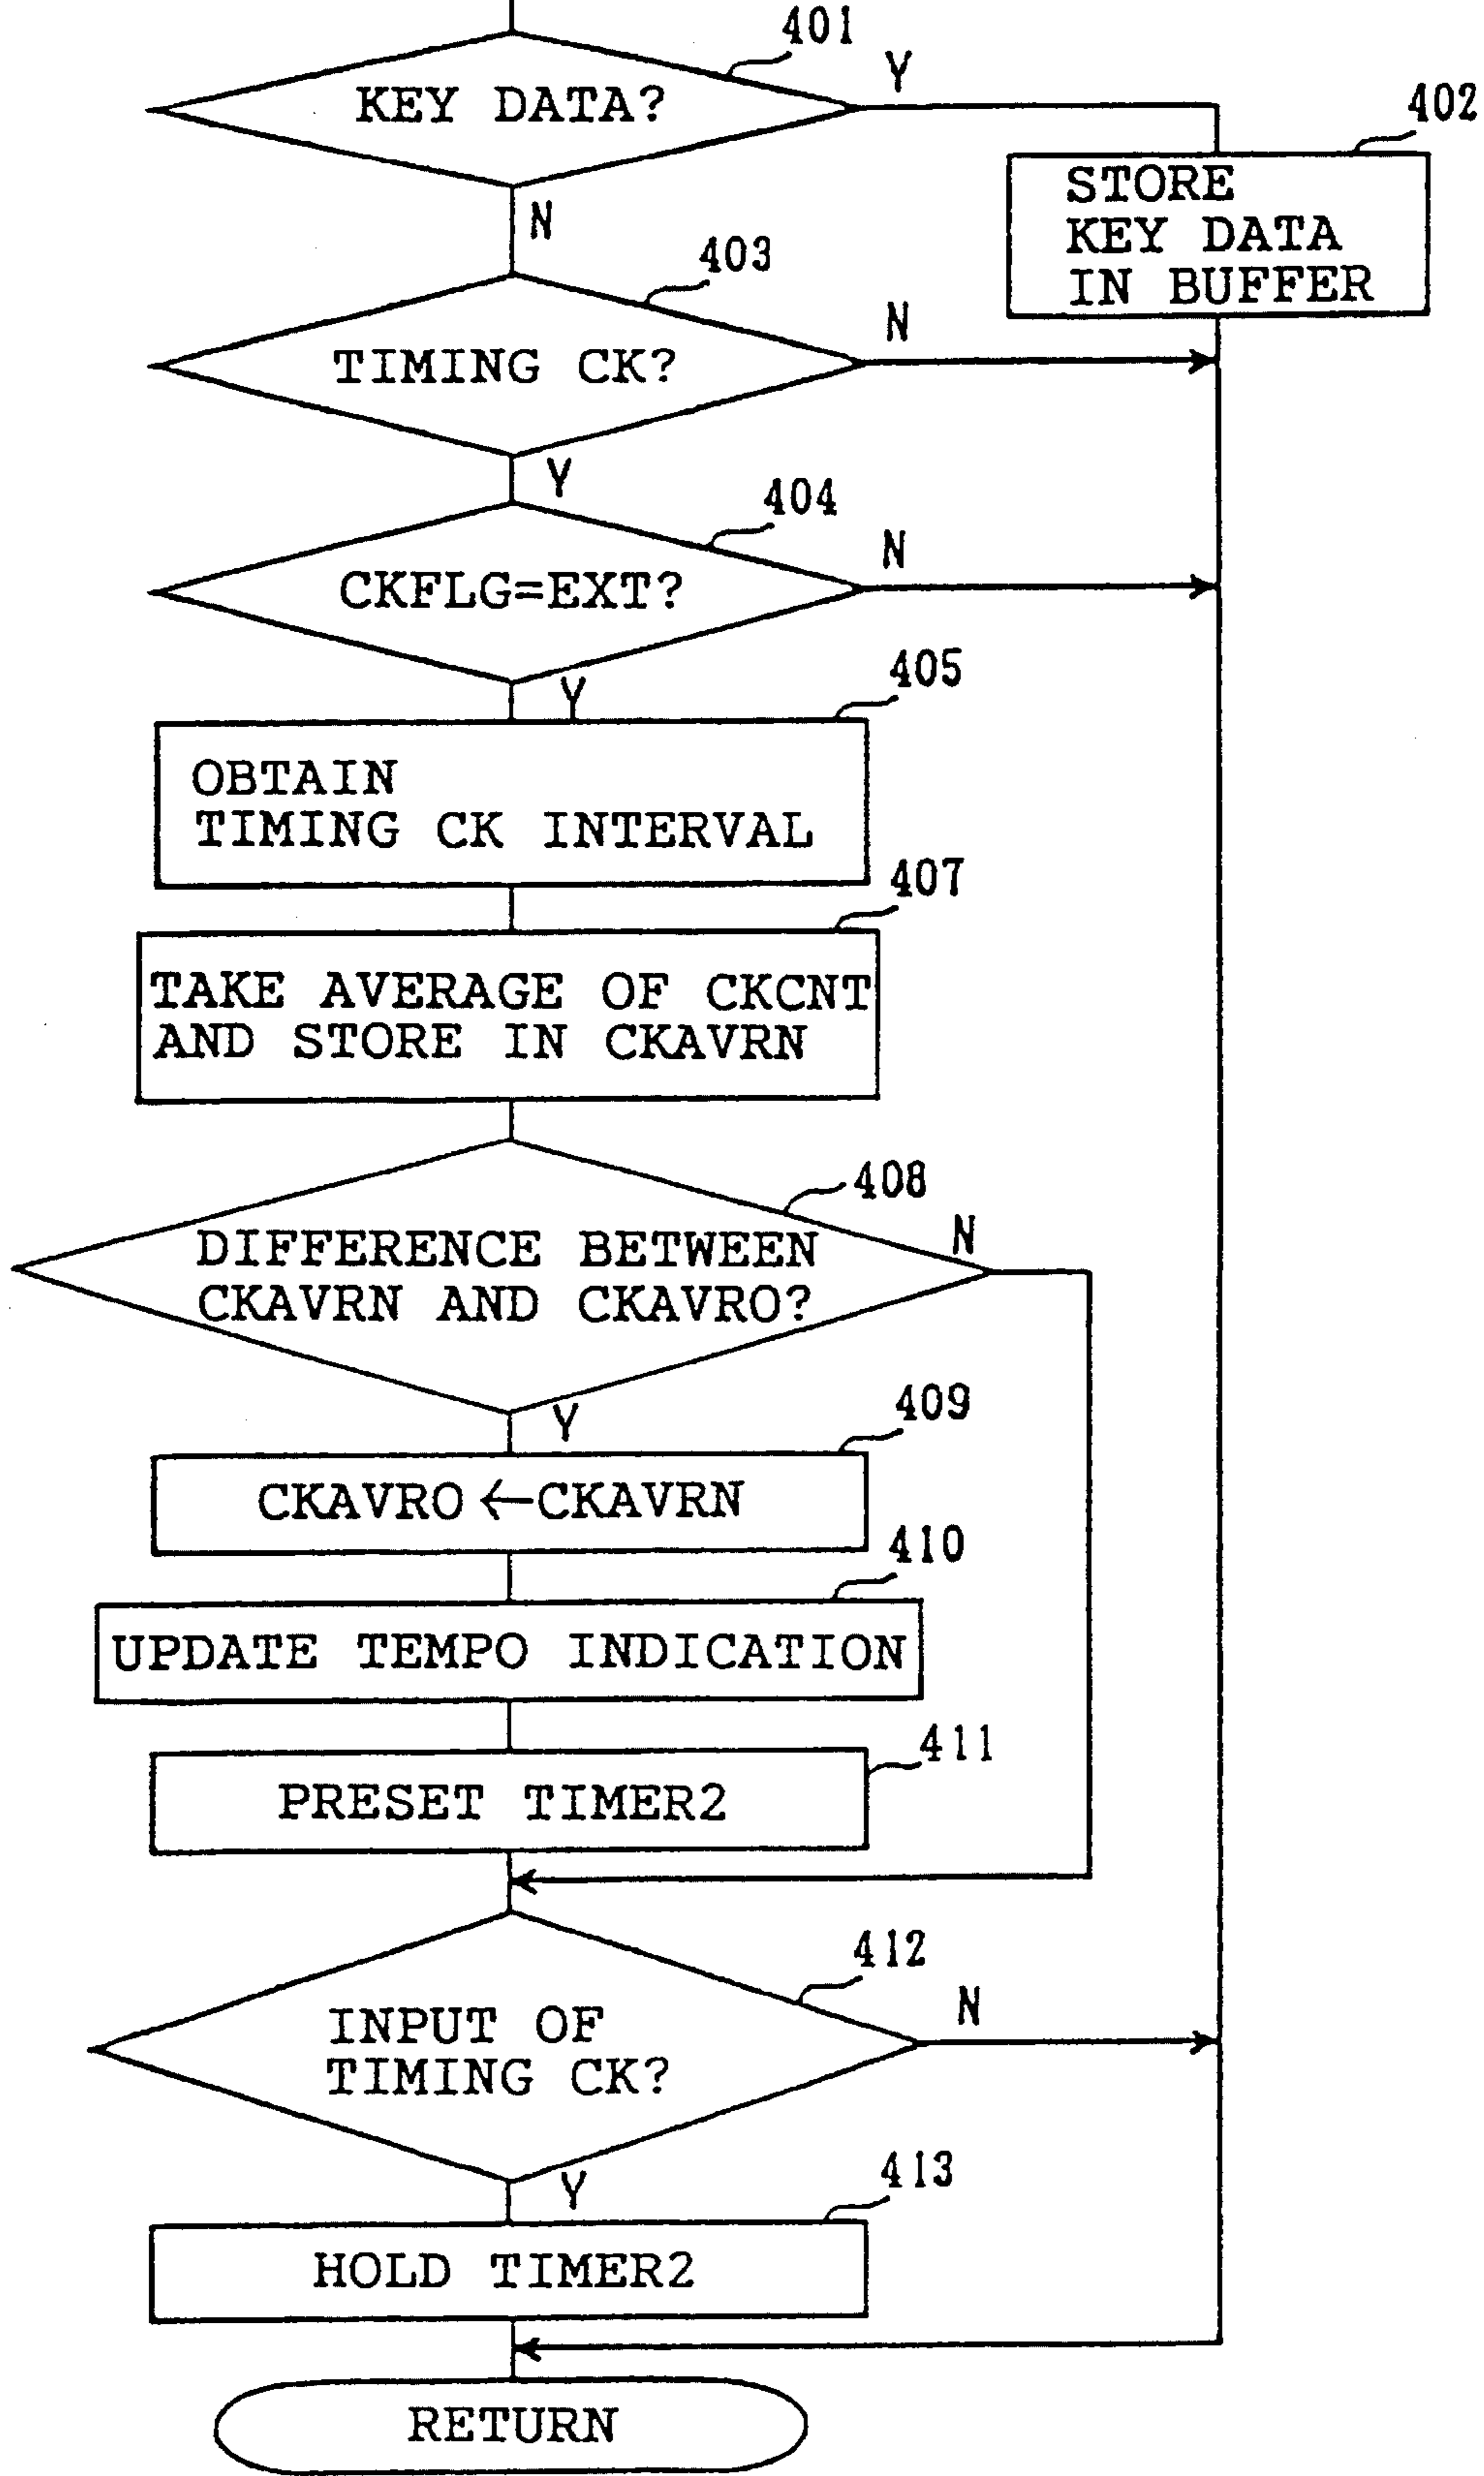 401
KEY DATA?
Y
402
STORE
KEY DATA
IN BUFFER
N
403
TIMING CK?
N
Y
404
CKFLG=EXT?
N
Y
405
OBTAIN
TIMING CK INTERVAL
407
TAKE AVERAGE OF CKCNT
AND STORE IN CKAVRN
408
DIFFERENCE BETWEEN
CKAVRN AND CKAVRO?
N
Y
409
CKAVRO←CKAVRN
410
UPDATE TEMPO INDICATION
411
PRESET TIMER2
412
INPUT OF
TIMING CK?
N
Y
413
HOLD TIMER2
RETURN